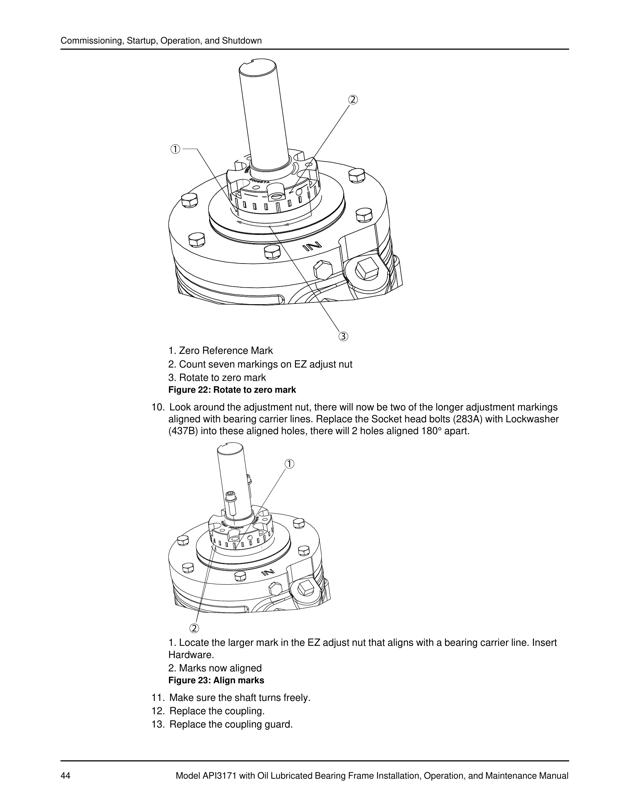 Commissioning, Startup, Operation, and Shutdown
2
1
IN
3
1. Zero Reference Mark
2. Count seven markings on EZ adjust nut
3. Rotate to zero mark
Figure 22: Rotate to zero mark
10. Look around the adjustment nut, there will now be two of the longer adjustment markings
aligned with bearing carrier lines. Replace the Socket head bolts (283A) with Lockwasher
(437B) into these aligned holes, there will 2 holes aligned 180° apart.
1
IN
2
1. Locate the larger mark in the EZ adjust nut that aligns with a bearing carrier line. Insert
Hardware.
2. Marks now aligned
Figure 23: Align marks
11. Make sure the shaft turns freely.
12. Replace the coupling.
13. Replace the coupling guard.
44 Model API3171 with Oil Lubricated Bearing Frame Installation, Operation, and Maintenance Manual